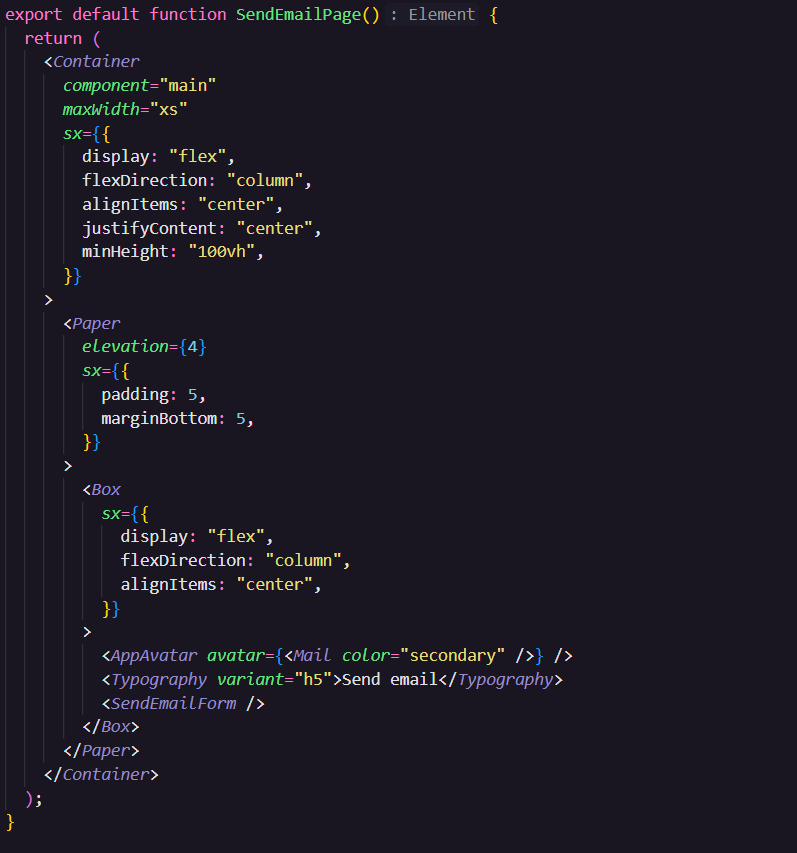 export default function SendEmailPage() : Element {
  return (
    <Container
      component="main"
      maxWidth="xs"
      sx={{
        display: "flex",
        flexDirection: "column",
        alignItems: "center",
        justifyContent: "center",
        minHeight: "100vh",
      }}
    >
      <Paper
        elevation={4}
        sx={{
          padding: 5,
          marginBottom: 5,
        }}
      >
        <Box
          sx={{
            display: "flex",
            flexDirection: "column",
            alignItems: "center",
          }}
        >
          <AppAvatar avatar={<Mail color="secondary" />} />
          <Typography variant="h5">Send email</Typography>
          <SendEmailForm />
        </Box>
      </Paper>
    </Container>
  );
}